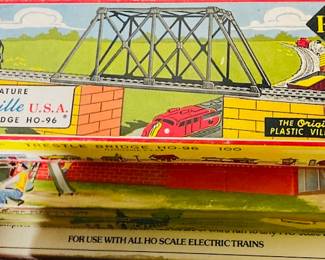 ATURE
ille U.S.A.
DGE HO-96
THE Origi
PLASTIC VIL
TRESTLE BRIDGE HO-96 100
FOR USE WITH ALL HO SCALE ELECTRIC TRAINS